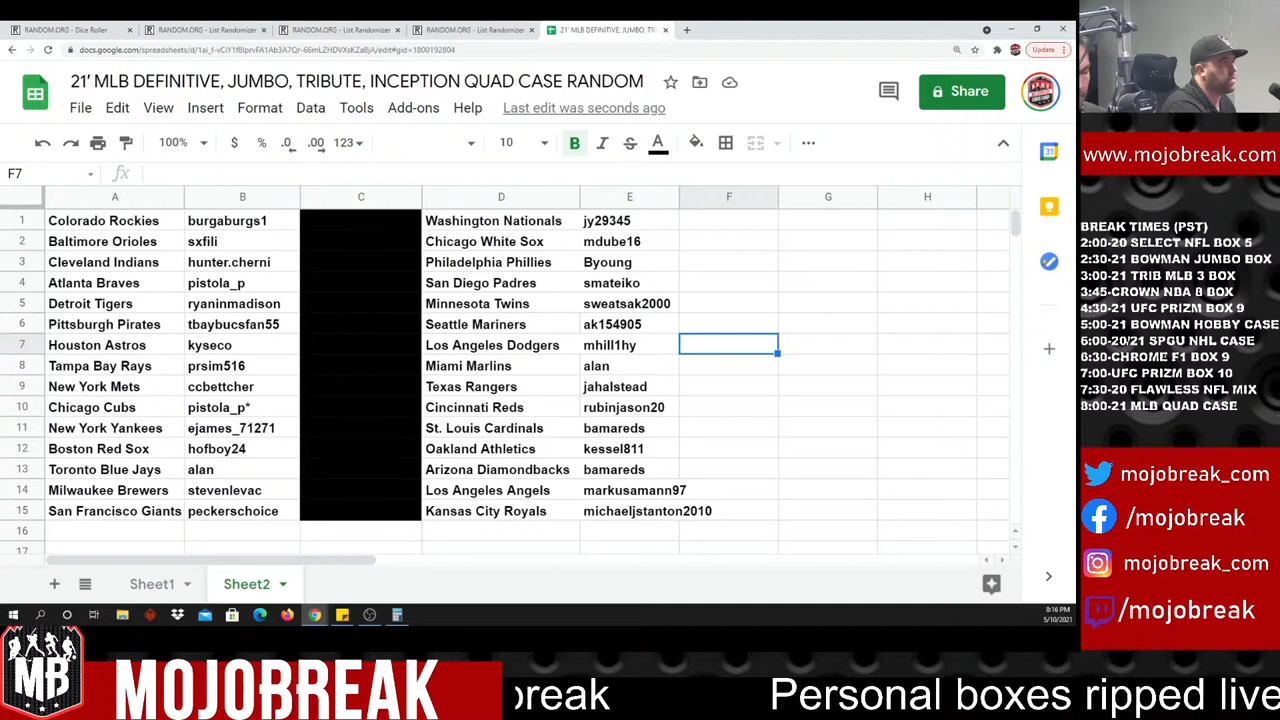 RANDOM.ORG - Dice Roller
RANDOM.ORG - List Randomizer
RANDOM.ORG - List Randomizer
RANDOM.ORG - List Randomizer
21' MLB DEFINITIVE, JUMBO, TR
Update
21' MLB DEFINITIVE, JUMBO, TRIBUTE, INCEPTION QUAD CASE RANDOM
Share
File Edit View Insert Format Data Tools Add-ons Help Last edit was seconds ago
100% $ % .0 .00 123 10 B I S A
F7 fx
A B C D E F G H
1 Colorado Rockies burgaburgs1 Washington Nationals jy29345
2 Baltimore Orioles sxfili Chicago White Sox mdube16
3 Cleveland Indians hunter.cherni Philadelphia Phillies Byoung
4 Atlanta Braves pistola_p San Diego Padres smateiko
5 Detroit Tigers ryaninmadison Minnesota Twins sweatsak2000
6 Pittsburgh Pirates tbaybucsfan55 Seattle Mariners ak154905
7 Houston Astros kyseco Los Angeles Dodgers mhill1hy
8 Tampa Bay Rays prsim516 Miami Marlins alan
9 New York Mets ccbettcher Texas Rangers jahalstead
10 Chicago Cubs pistola_p* Cincinnati Reds rubinjason20
11 New York Yankees ejames_71271 St. Louis Cardinals bamareds
12 Boston Red Sox hofboy24 Oakland Athletics kessel811
13 Toronto Blue Jays alan Arizona Diamondbacks bamareds
14 Milwaukee Brewers stevenlevac Los Angeles Angels markusamann97
15 San Francisco Giants peckerschoice Kansas City Royals michaeljstanton2010
16
17
Sheet1 Sheet2
8:16 PM
5/10/2021
www.mojobreak.com
BREAK TIMES (PST)
2:00-20 SELECT NFL BOX 5
2:30-21 BOWMAN JUMBO BOX
3:00-21 TRIB MLB 3 BOX
3:45-CROWN NBA 8 BOX
4:30-21 UFC PRIZM BOX 9
5:00-21 BOWMAN HOBBY CASE
6:00-20/21 SPGU NHL CASE
6:30-CHROME F1 BOX 9
7:00-UFC PRIZM BOX 10
7:30-20 FLAWLESS NFL MIX
8:00-21 MLB QUAD CASE
mojobreak_com
/mojobreak
mojobreak_com
/mojobreak
MB
MOJOBREAK
break Personal boxes ripped live